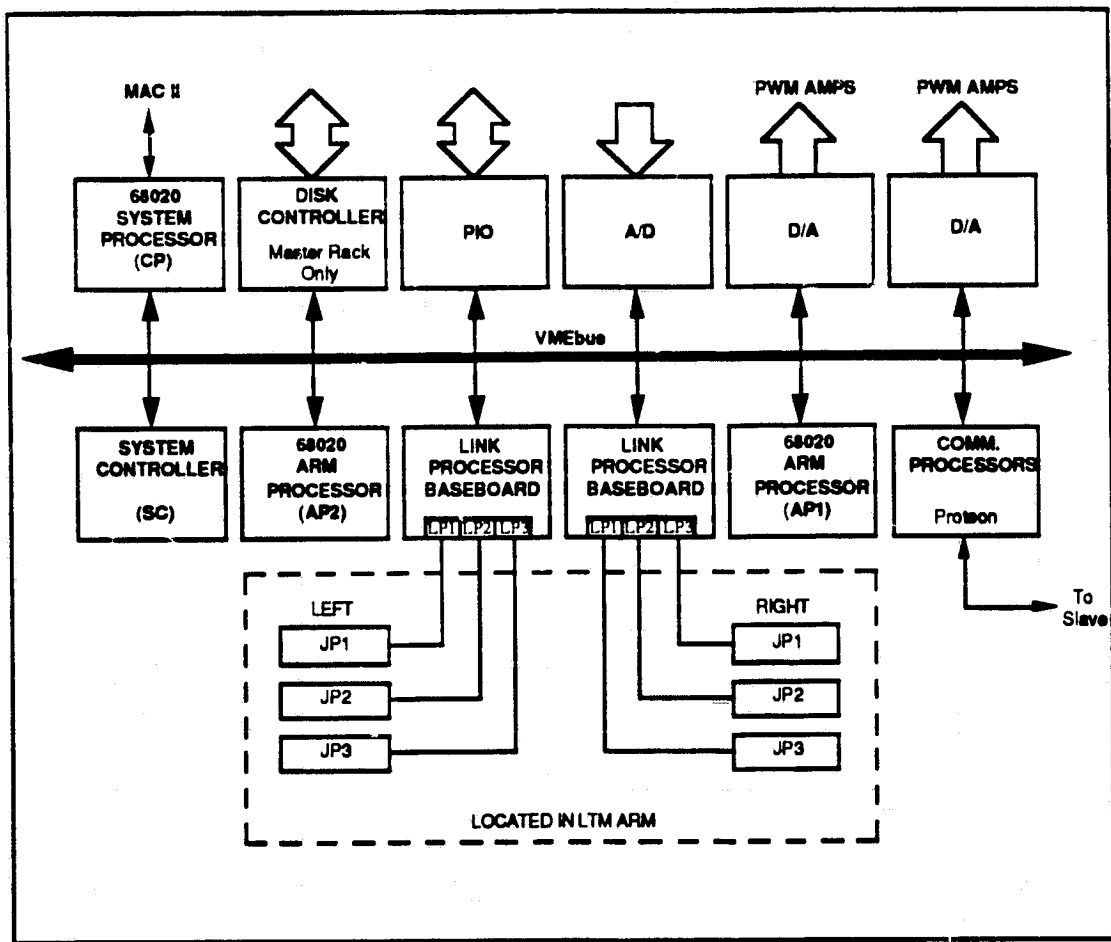 MAC II
PWM AMPS
PWM AMPS
68020
SYSTEM
PROCESSOR
(CP)
DISK
CONTROLLER
Master Rack
Only
PIO
A/D
D/A
D/A
VMEbus
SYSTEM
CONTROLLER
(SC)
68020
ARM
PROCESSOR
(AP2)
LINK
PROCESSOR
BASEBOARD
LP1 LP2 LP3
LINK
PROCESSOR
BASEBOARD
LP1 LP2 LP3
68020
ARM
PROCESSOR
(AP1)
COMM.
PROCESSORS
Proteon
To
Slave
LEFT
JP1
JP2
JP3
RIGHT
JP1
JP2
JP3
LOCATED IN LTM ARM